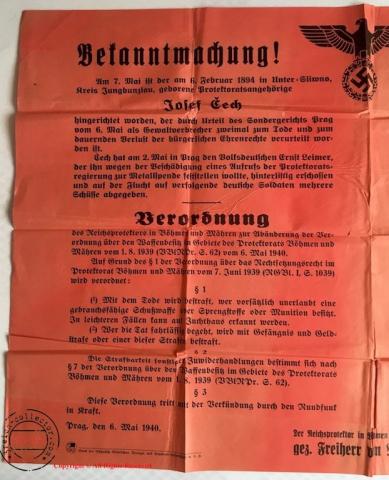 Bekanntmachung!
Am 7. Mai ist der am 6. Februar 1894 in Unter-Sliwno,
Kreis Jungbunzlau, geborene Protektoratsangehörige
Josef Čech
hingerichtet worden, der durch Urteil des Sondergerichts Prag
vom 6. Mai als Gewaltverbrecher zweimal zum Tode und zum
dauernden Verlust der bürgerlichen Ehrenrechte verurteilt wor-
den ist.
Čech hat am 2. Mai in Prag den Volksdeutschen Ernst Leimer,
der ihn wegen der Beschädigung eines Aufrufs der Protektorats-
regierung zur Metallspende feststellen wollte, hinterlistig erschossen
und auf der Flucht auf verfolgende deutsche Soldaten mehrere
Schüsse abgegeben.
Verordnung
des Reichsprotektors in Böhmen und Mähren zur Abänderung der Ver-
ordnung über den Waffenbesitz im Gebiete des Protektorats Böhmen und
Mähren vom 1. 8. 1939 (VBlRPr. S. 62) vom 6. Mai 1940.
Auf Grund des § 1 der Verordnung über das Rechtsetzungsrecht im
Protektorat Böhmen und Mähren vom 7. Juni 1939 (RGBl. I. S. 1039)
wird verordnet:
§ 1
(¹) Mit dem Tode wird bestraft, wer vorsätzlich unerlaubt eine
gebrauchsfähige Schußwaffe oder Sprengstoffe oder Munition besitzt.
In leichteren Fällen kann auf Zuchthaus erkannt werden.
(²) Wer die Tat fahrlässig begeht, wird mit Gefängnis und Geld-
strafe oder einer dieser Strafen bestraft.
§ 2
Die Strafbarkeit sonstiger Zuwiderhandlungen bestimmt sich nach
§ 7 der Verordnung über den Waffenbesitz im Gebiete des Protektorats
Böhmen und Mähren vom 1. 8. 1939 (VBlRPr. S. 62).
§ 3
Diese Verordnung tritt mit der Verkündung durch den Rundfunk
in Kraft.
Prag, den 6. Mai 1940.
Der Reichsprotektor in Böhmen
gez. Freiherr von